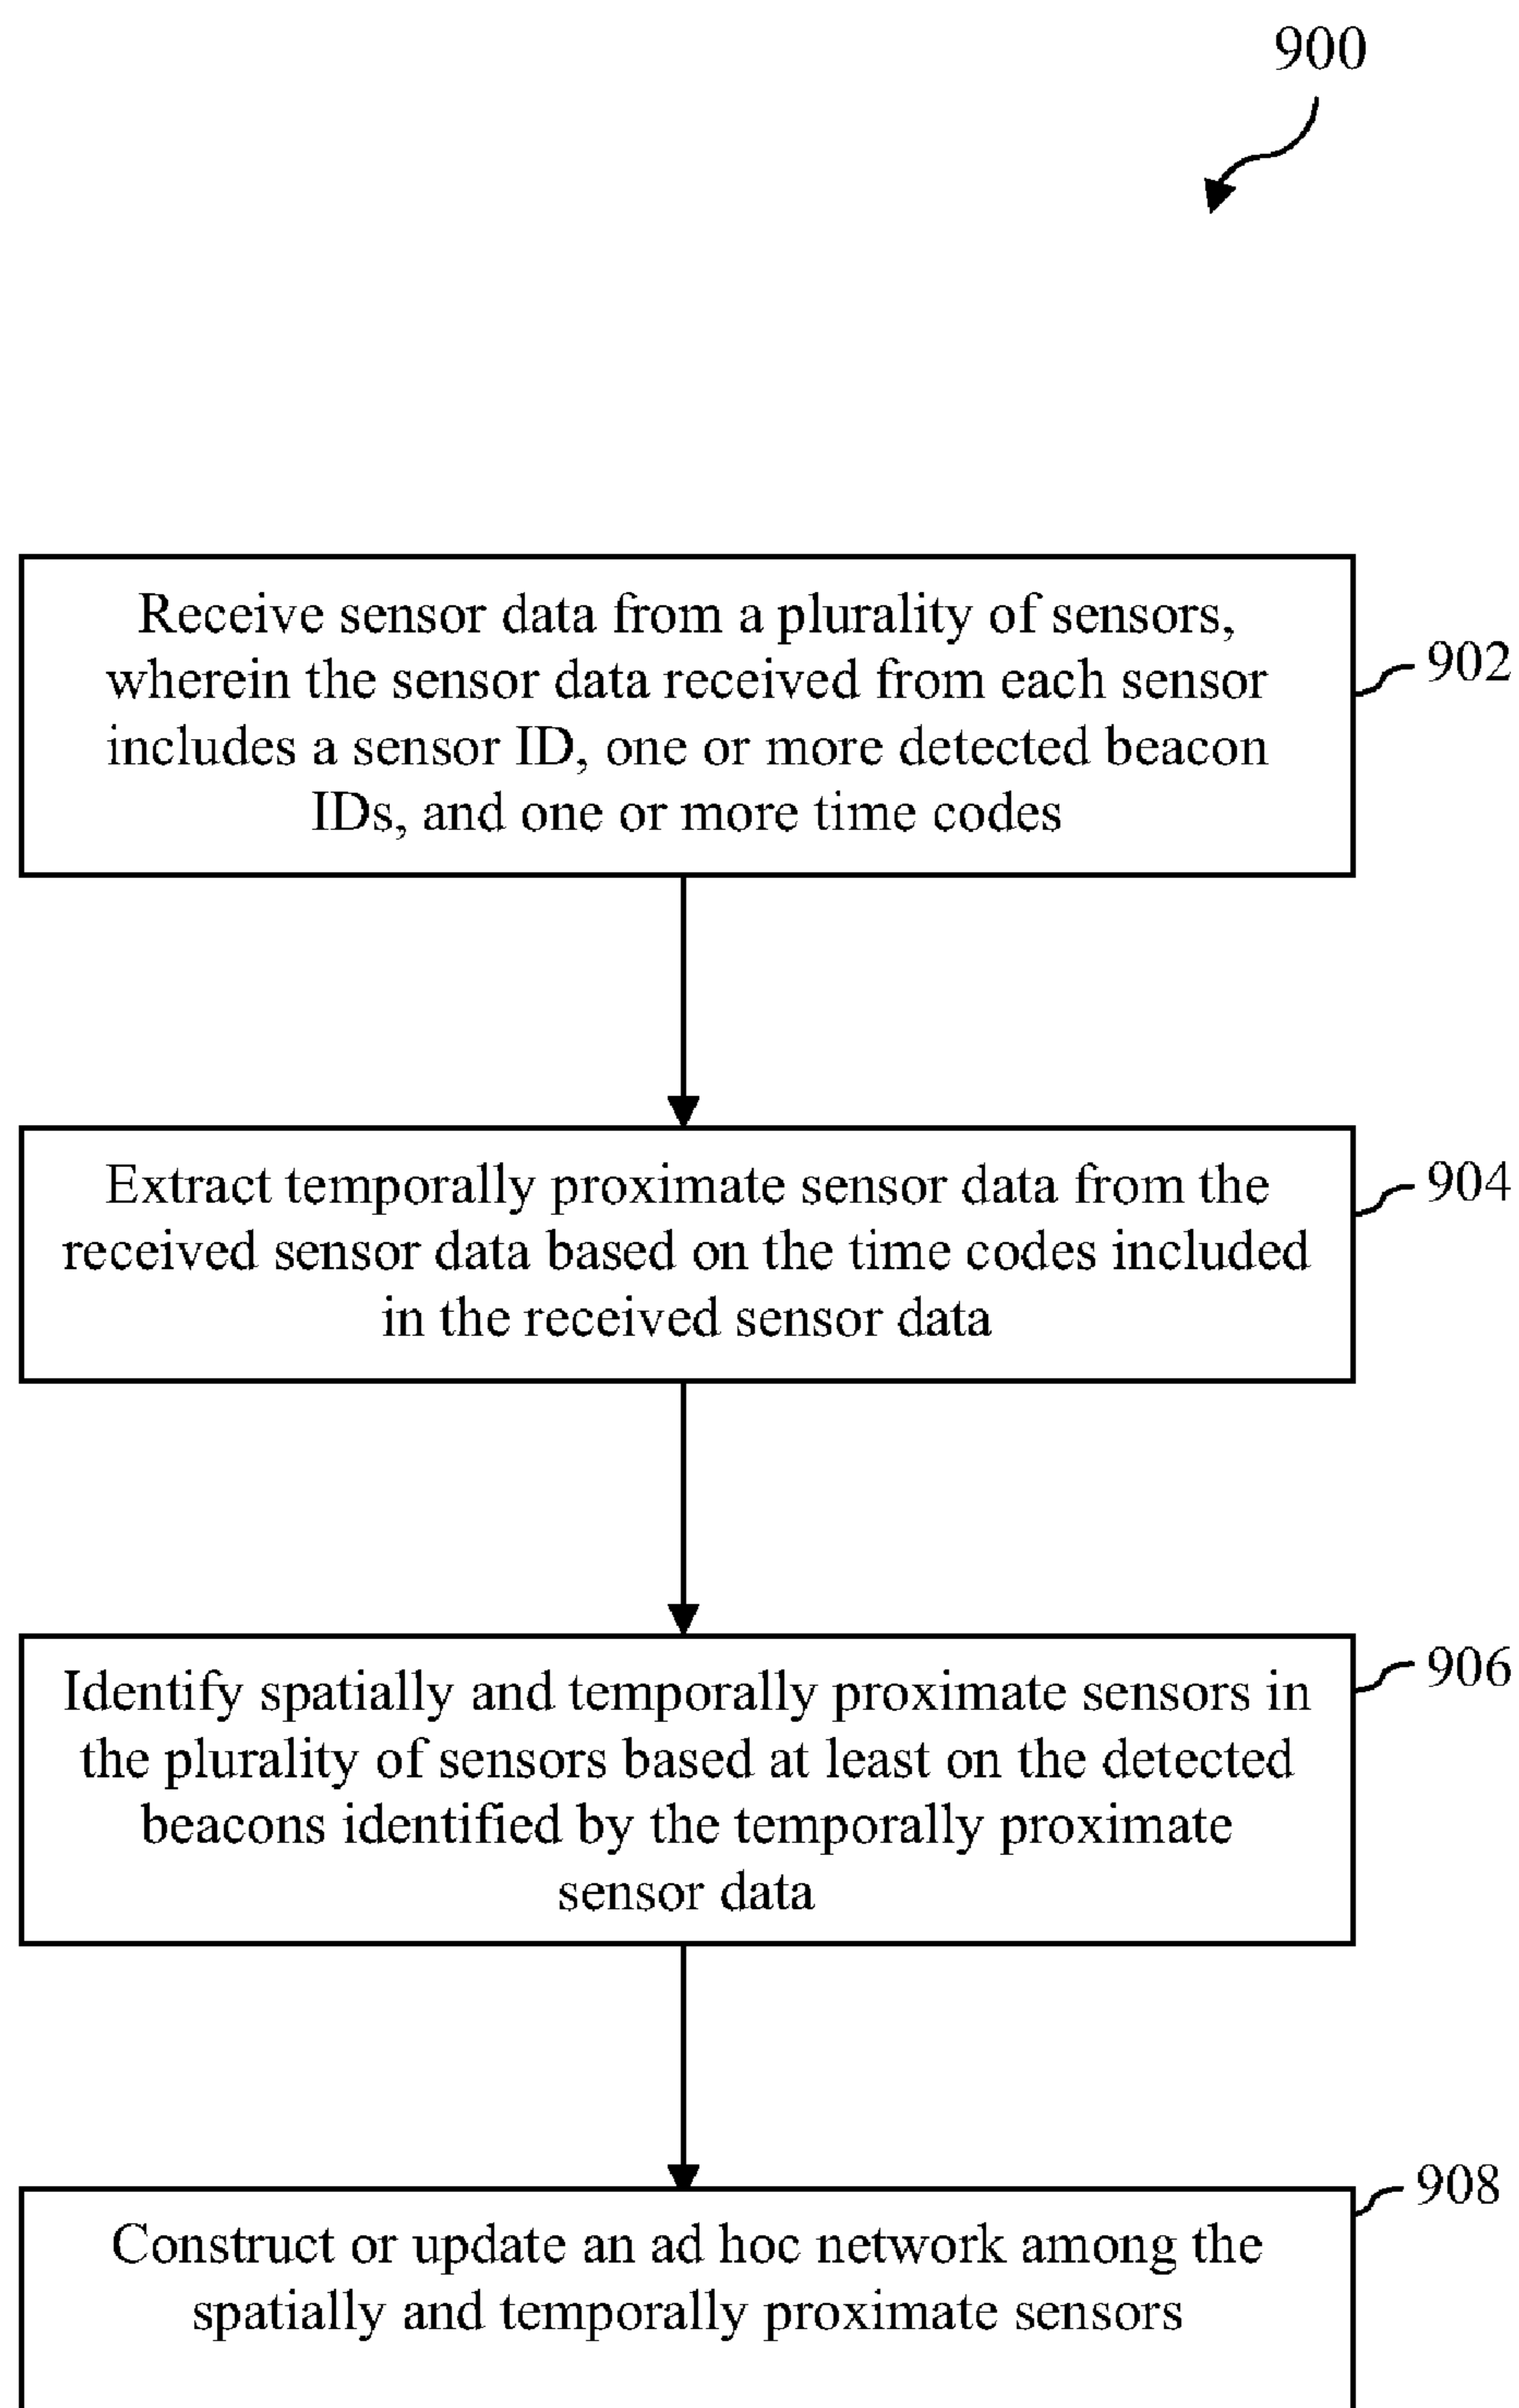 900
Receive sensor data from a plurality of sensors,
wherein the sensor data received from each sensor
includes a sensor ID, one or more detected beacon
IDs, and one or more time codes
902
Extract temporally proximate sensor data from the
received sensor data based on the time codes included
in the received sensor data
904
Identify spatially and temporally proximate sensors in
the plurality of sensors based at least on the detected
beacons identified by the temporally proximate
sensor data
906
Construct or update an ad hoc network among the
spatially and temporally proximate sensors
908